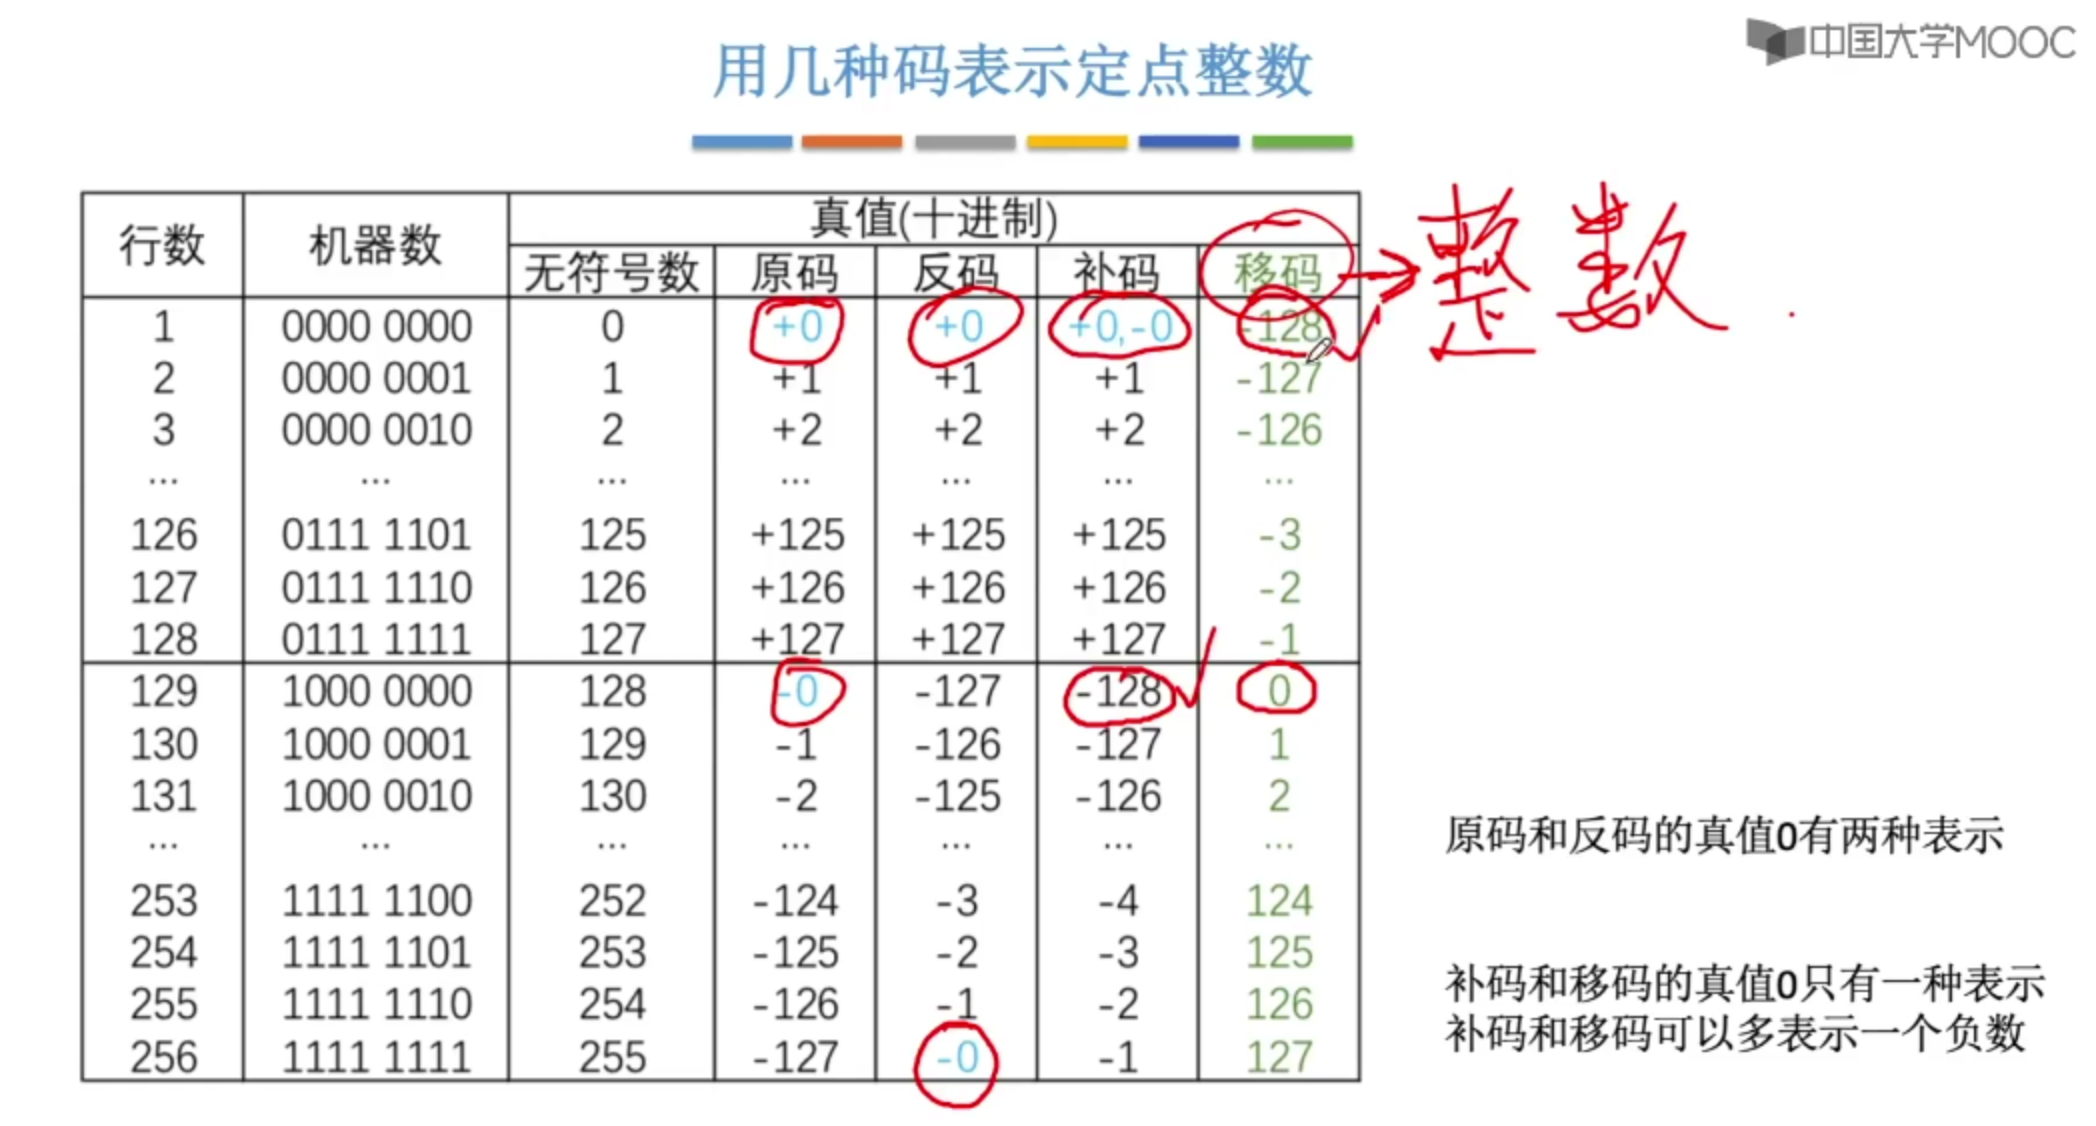 中国大学MOOC
用几种码表示定点整数
行数 机器数 真值(十进制)
无符号数 原码 反码 补码 移码 整数
1 0000 0000 0 +0 +0 +0,-0 -128
2 0000 0001 1 +1 +1 +1 -127
3 0000 0010 2 +2 +2 +2 -126
... ... ... ... ... ... ...
126 0111 1101 125 +125 +125 +125 -3
127 0111 1110 126 +126 +126 +126 -2
128 0111 1111 127 +127 +127 +127 -1
129 1000 0000 128 -0 -127 -128 0
130 1000 0001 129 -1 -126 -127 1
131 1000 0010 130 -2 -125 -126 2
... ... ... ... ... ... ...
253 1111 1100 252 -124 -3 -4 124
254 1111 1101 253 -125 -2 -3 125
255 1111 1110 254 -126 -1 -2 126
256 1111 1111 255 -127 -0 -1 127
原码和反码的真值0有两种表示
补码和移码的真值0只有一种表示
补码和移码可以多表示一个负数